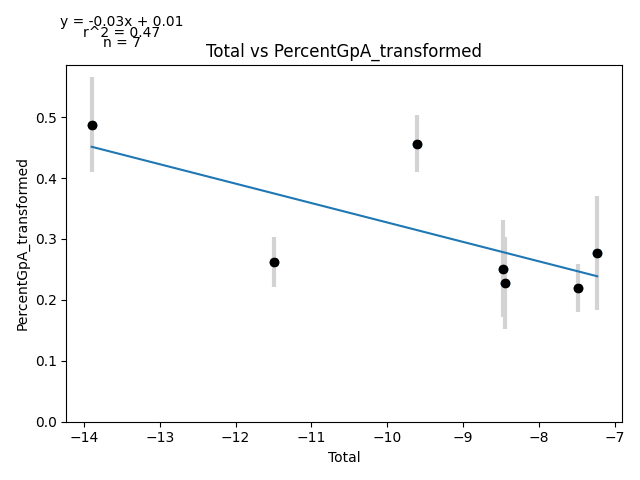 y = -0.03x + 0.01
r^2 = 0.47
n = 7
Total vs PercentGpA_transformed
PercentGpA_transformed
0.5
0.4
0.3
0.2
0.1
0.0
−14
−13
−12
−11
−10
−9
−8
−7
Total